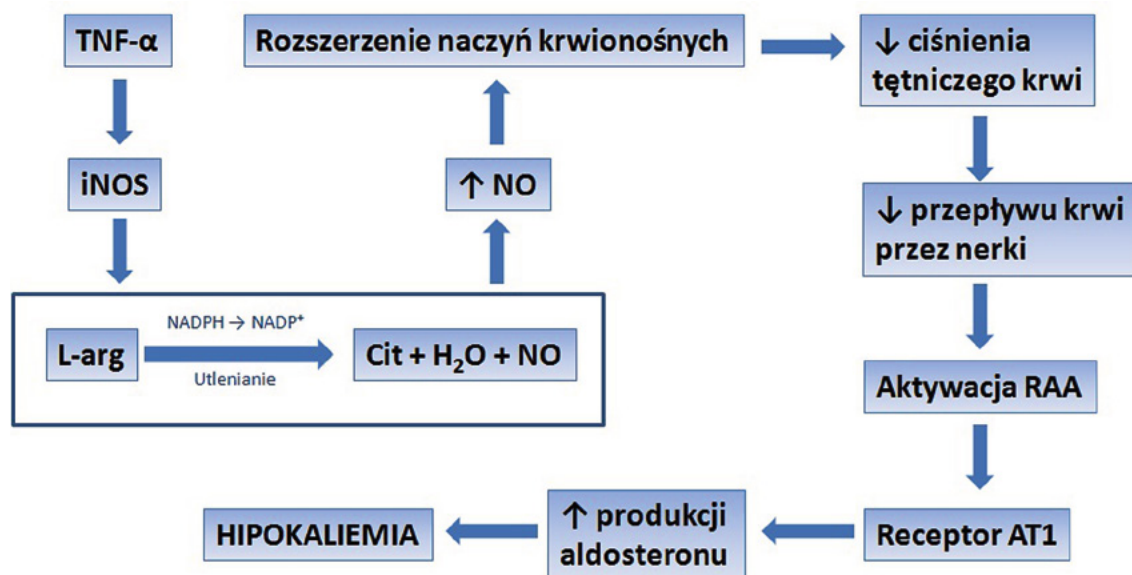 TNF-α
iNOS
NADPH → NADP⁺
L-arg
Utlenianie
Cit + H₂O + NO
↑ NO
Rozszerzenie naczyń krwionośnych
↓ ciśnienia
tętniczego krwi
↓ przepływu krwi
przez nerki
Aktywacja RAA
Receptor AT1
↑ produkcji
aldosteronu
HIPOKALIEMIA